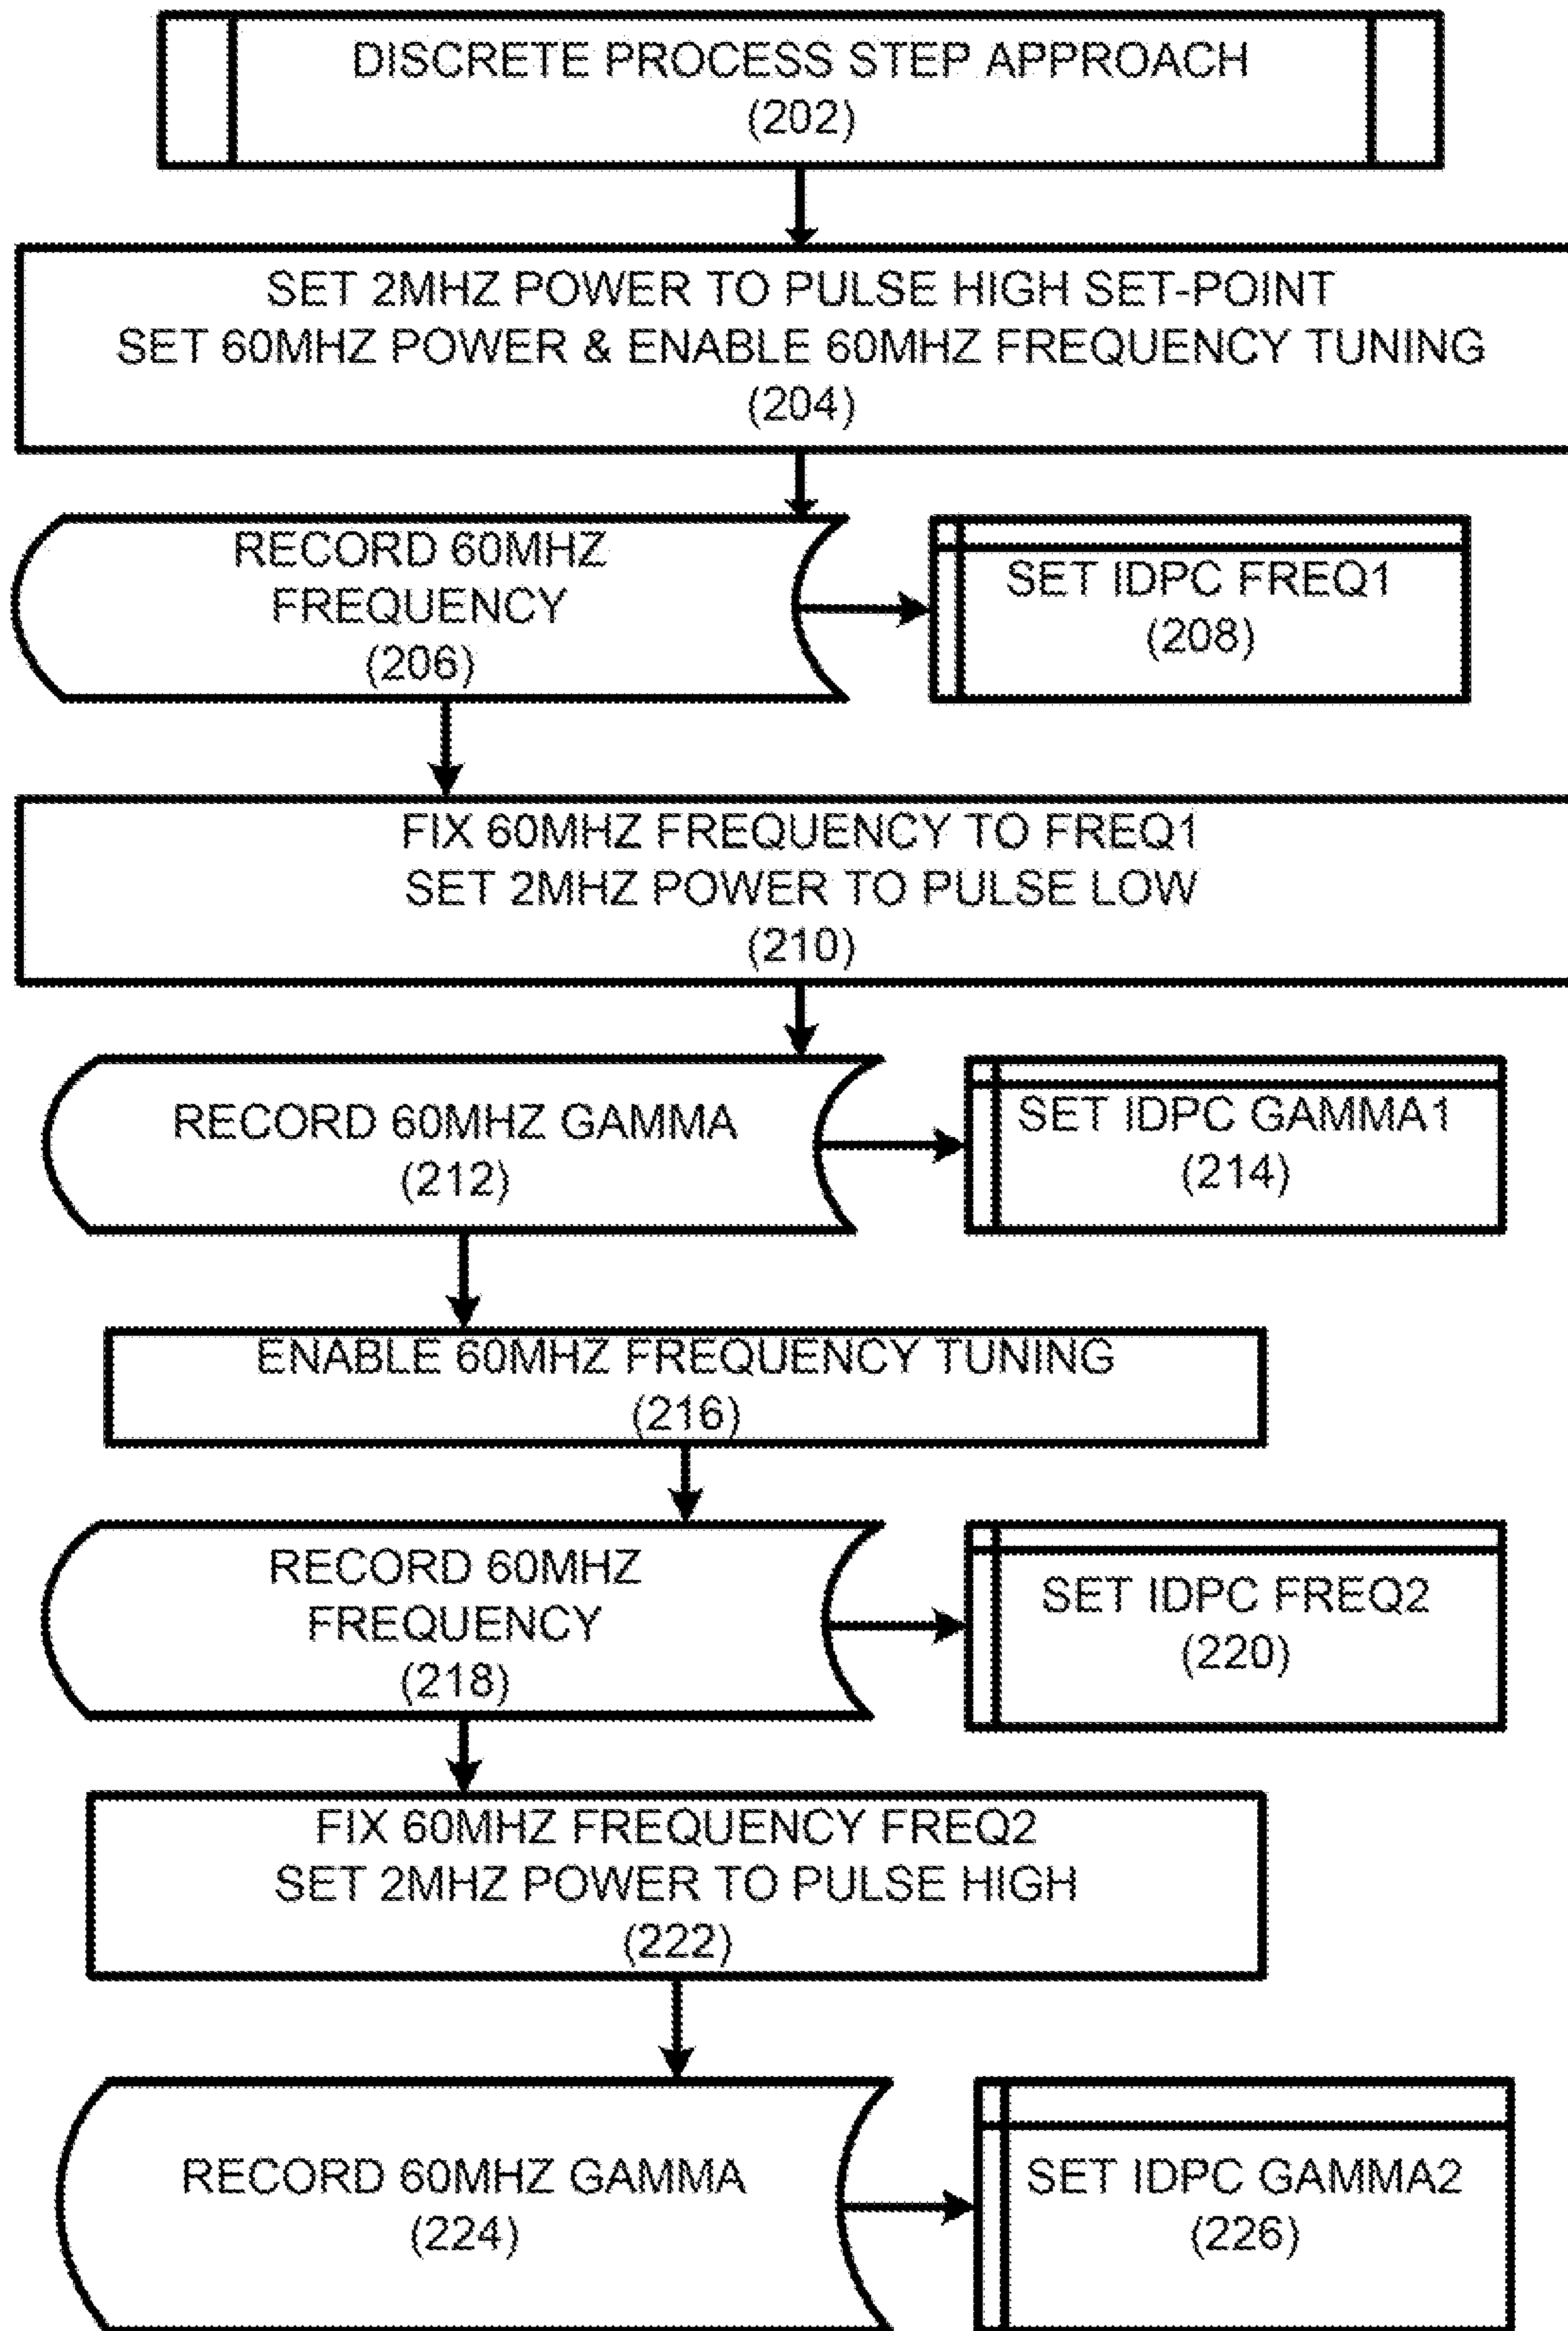 DISCRETE PROCESS STEP APPROACH
(202)
SET 2MHZ POWER TO PULSE HIGH SET-POINT
SET 60MHZ POWER & ENABLE 60MHZ FREQUENCY TUNING
(204)
RECORD 60MHZ
FREQUENCY
(206)
SET IDPC FREQ1
(208)
FIX 60MHZ FREQUENCY TO FREQ1
SET 2MHZ POWER TO PULSE LOW
(210)
RECORD 60MHZ GAMMA
(212)
SET IDPC GAMMA1
(214)
ENABLE 60MHZ FREQUENCY TUNING
(216)
RECORD 60MHZ
FREQUENCY
(218)
SET IDPC FREQ2
(220)
FIX 60MHZ FREQUENCY FREQ2
SET 2MHZ POWER TO PULSE HIGH
(222)
RECORD 60MHZ GAMMA
(224)
SET IDPC GAMMA2
(226)